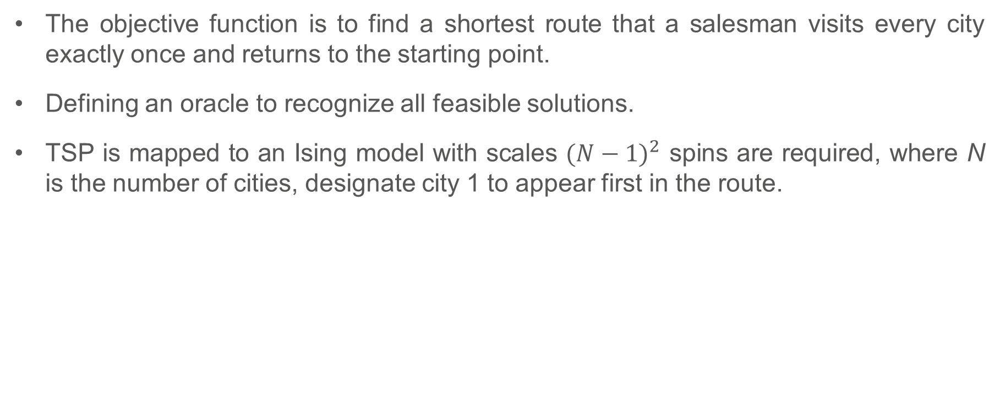 • The objective function is to find a shortest route that a salesman visits every city
exactly once and returns to the starting point.
• Defining an oracle to recognize all feasible solutions.
• TSP is mapped to an Ising model with scales (N − 1)² spins are required, where N
is the number of cities, designate city 1 to appear first in the route.